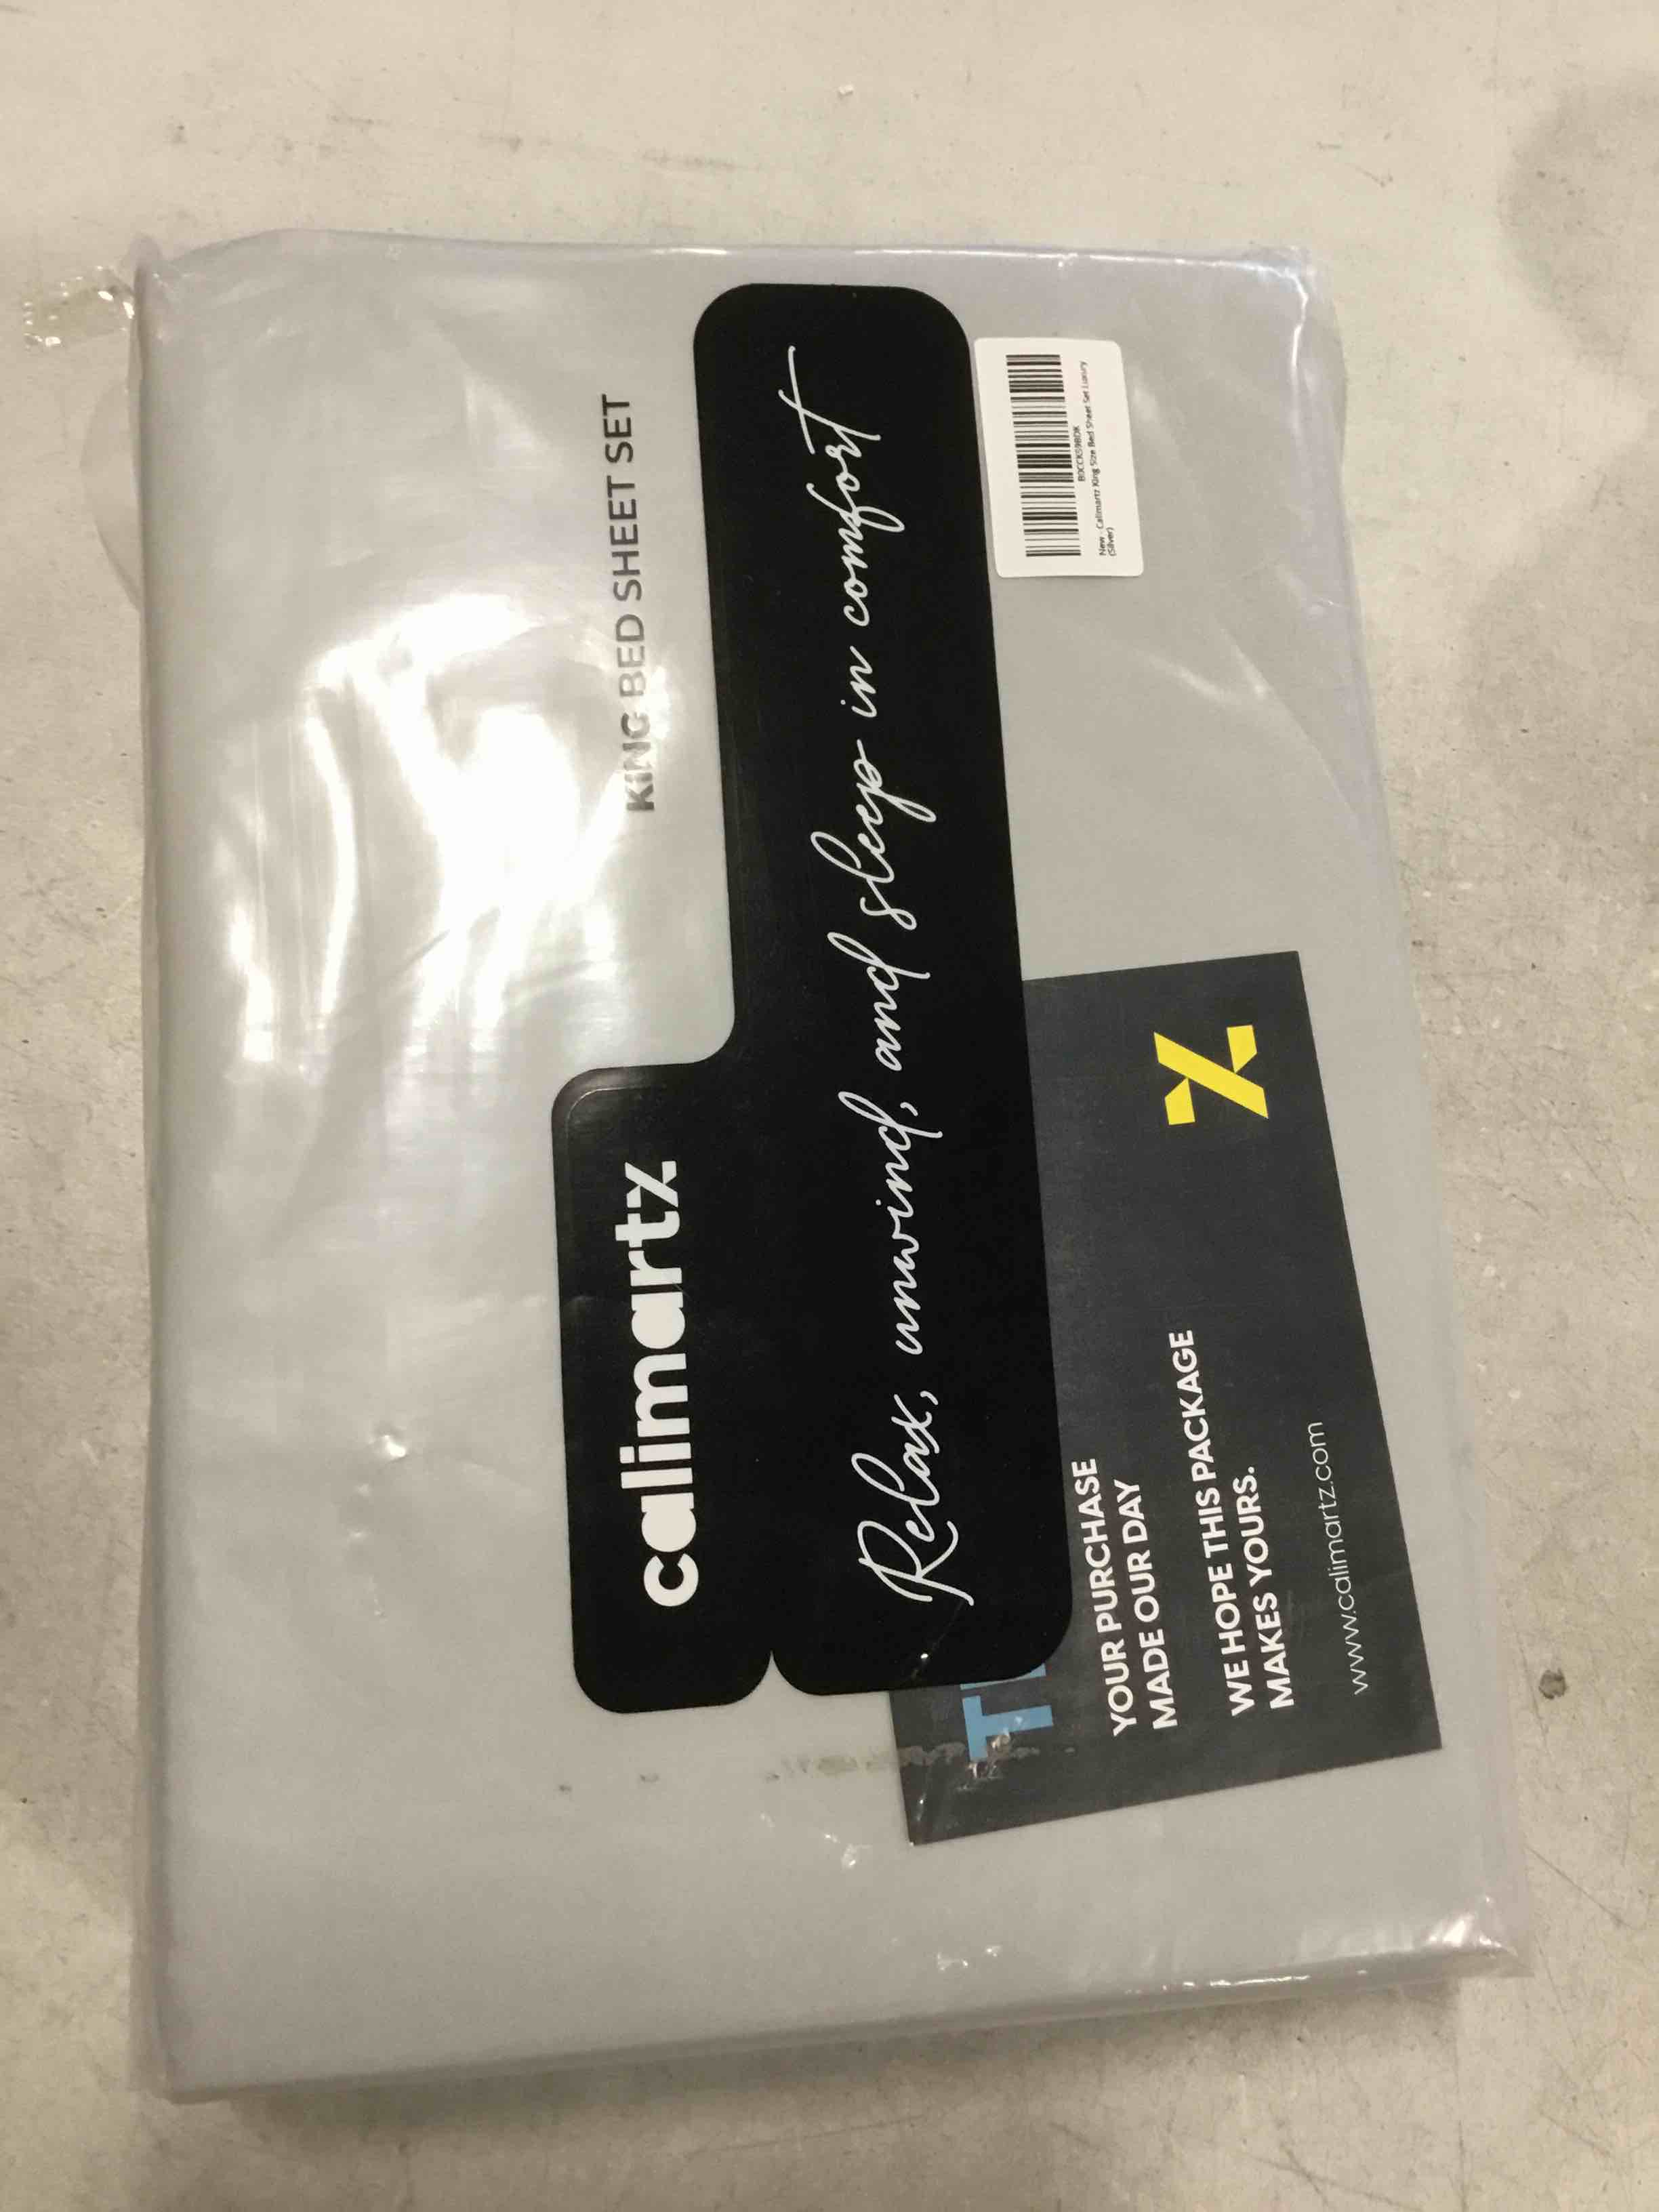 KING BED SHEET SET
calimartz
Relax, unwind, and sleep in comfort
New - Calimartz King Size Bed Sheet Set Luxury
(Silver)
YOUR PURCHASE
MADE OUR DAY
WE HOPE THIS PACKAGE
MAKES YOURS.
www.calimartz.com